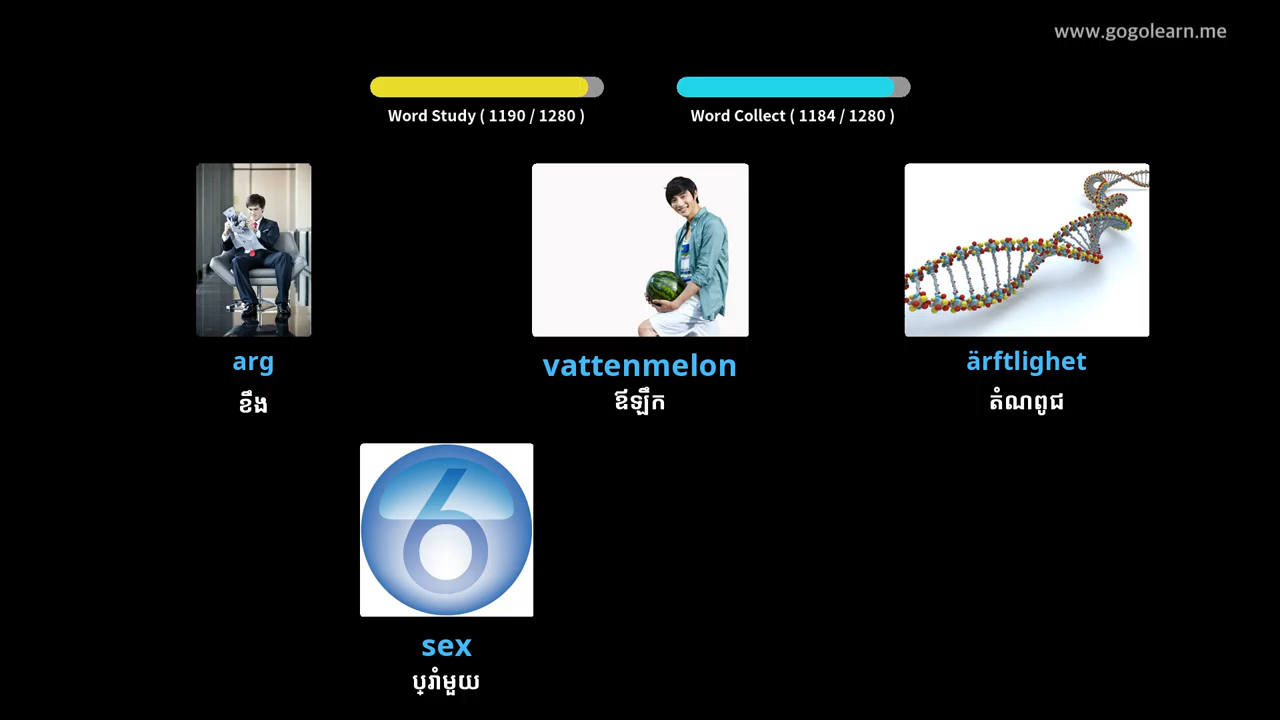 www.gogolearn.me
Word Study ( 1190 / 1280 )
Word Collect ( 1184 / 1280 )
arg
ខឹង
vattenmelon
ឪឡឹក
ärftlighet
តំណពូជ
6
sex
ប្រាំមួយ